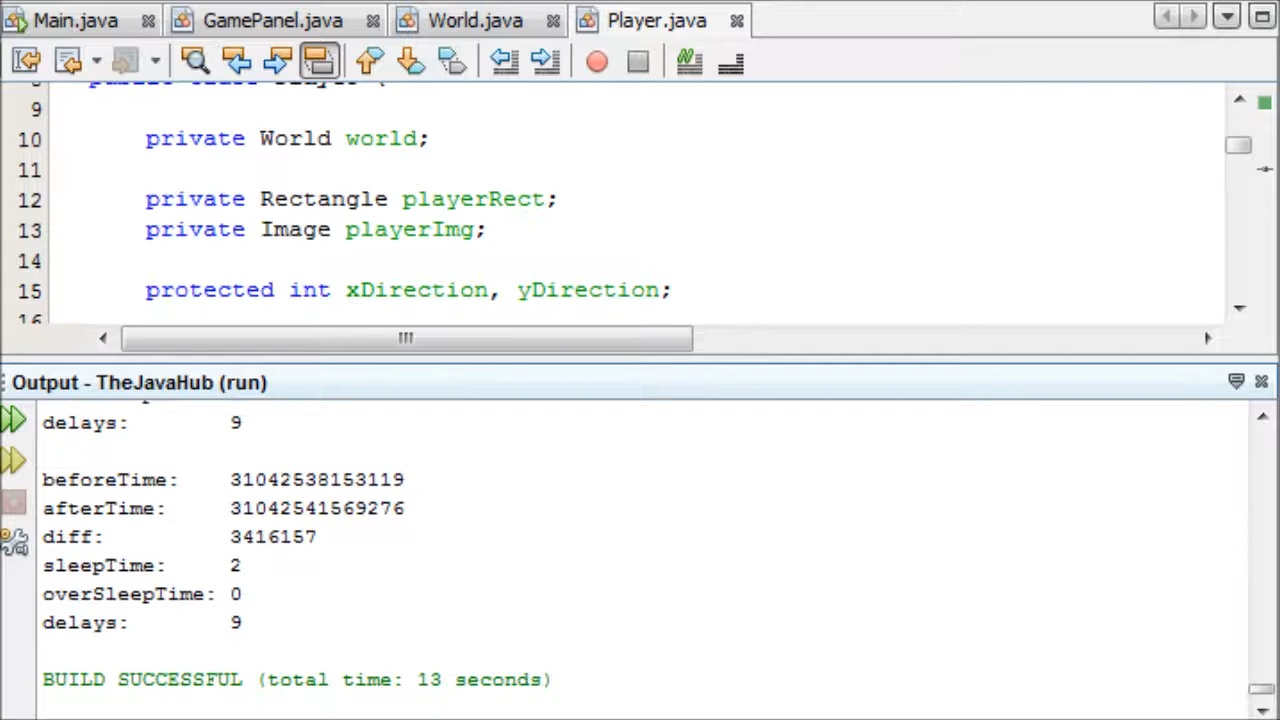 Main.java GamePanel.java World.java Player.java
9
10 private World world;
11
12 private Rectangle playerRect;
13 private Image playerImg;
14
15 protected int xDirection, yDirection;
16
Output - TheJavaHub (run)
delays: 9
beforeTime: 31042538153119
afterTime: 31042541569276
diff: 3416157
sleepTime: 2
overSleepTime: 0
delays: 9
BUILD SUCCESSFUL (total time: 13 seconds)